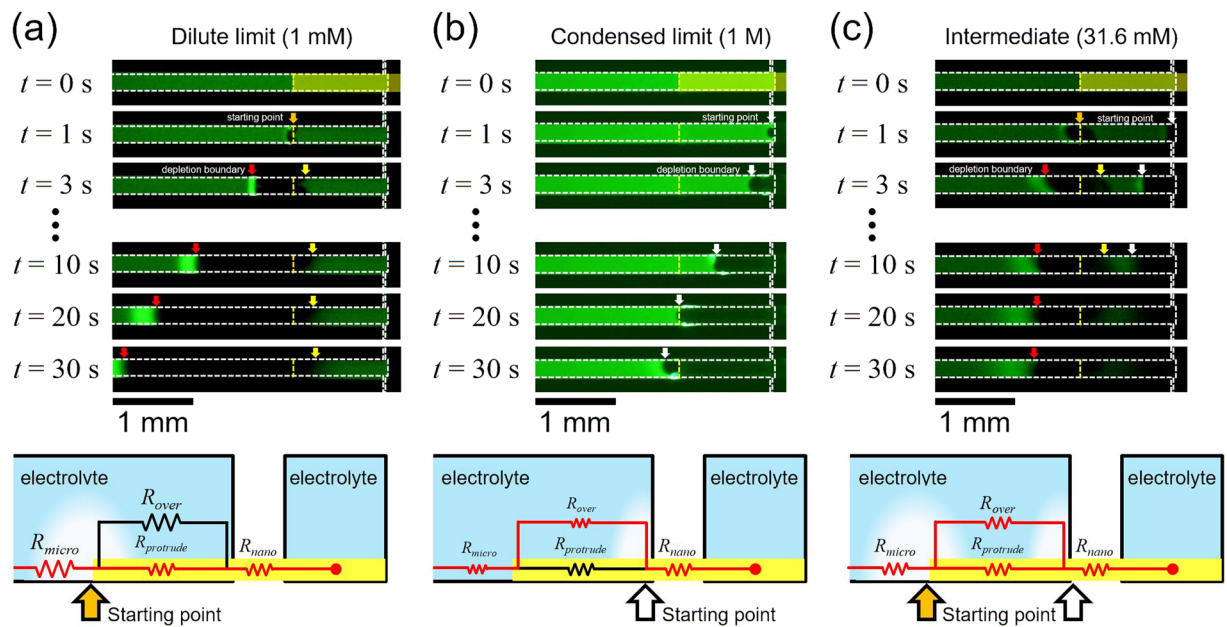 (a)
Dilute limit (1 mM)
t = 0 s
t = 1 s
starting point
t = 3 s
depletion boundary
t = 10 s
t = 20 s
t = 30 s
1 mm
electrolyte
electrolyte
R_over
R_micro
R_protrude
R_nano
Starting point
(b)
Condensed limit (1 M)
t = 0 s
t = 1 s
starting point
t = 3 s
depletion boundary
t = 10 s
t = 20 s
t = 30 s
1 mm
electrolyte
electrolyte
R_over
R_micro
R_protrude
R_nano
Starting point
(c)
Intermediate (31.6 mM)
t = 0 s
t = 1 s
starting point
t = 3 s
depletion boundary
t = 10 s
t = 20 s
t = 30 s
1 mm
electrolyte
electrolyte
R_over
R_micro
R_protrude
R_nano
Starting point